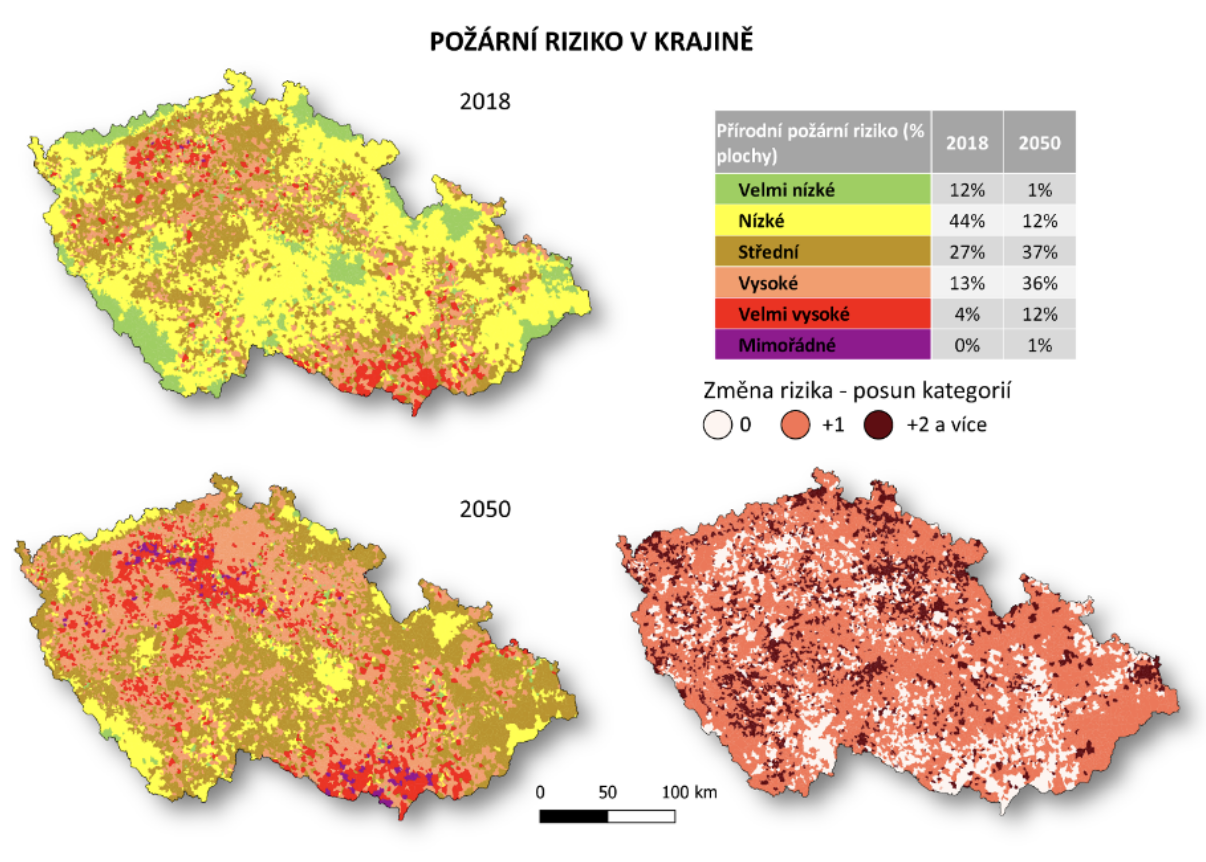 POŽÁRNÍ RIZIKO V KRAJINĚ
2018
Přírodní požární riziko (% plochy) 2018 2050
Velmi nízké 12% 1%
Nízké 44% 12%
Střední 27% 37%
Vysoké 13% 36%
Velmi vysoké 4% 12%
Mimořádné 0% 1%
Změna rizika - posun kategorií
0 +1 +2 a více
2050
0 50 100 km